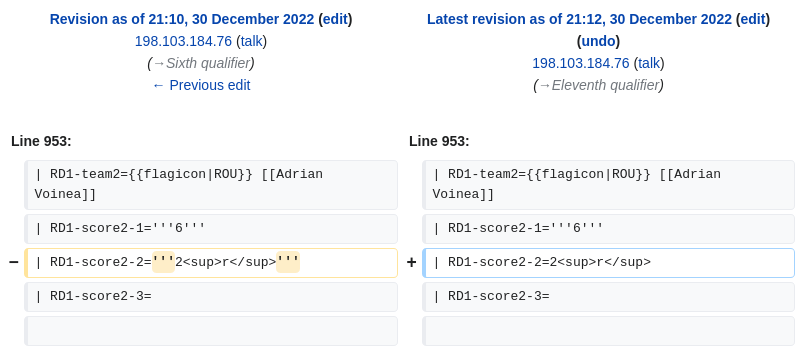 Revision as of 21:10, 30 December 2022 (edit)
198.103.184.76 (talk)
(→Sixth qualifier)
← Previous edit
Latest revision as of 21:12, 30 December 2022 (edit)
(undo)
198.103.184.76 (talk)
(→Eleventh qualifier)
Line 953:
Line 953:
| RD1-team2={{flagicon|ROU}} [[Adrian
Voinea]]
| RD1-team2={{flagicon|ROU}} [[Adrian
Voinea]]
| RD1-score2-1='''6'''
| RD1-score2-1='''6'''
− | RD1-score2-2='''2<sup>r</sup>'''
+ | RD1-score2-2=2<sup>r</sup>
| RD1-score2-3=
| RD1-score2-3=